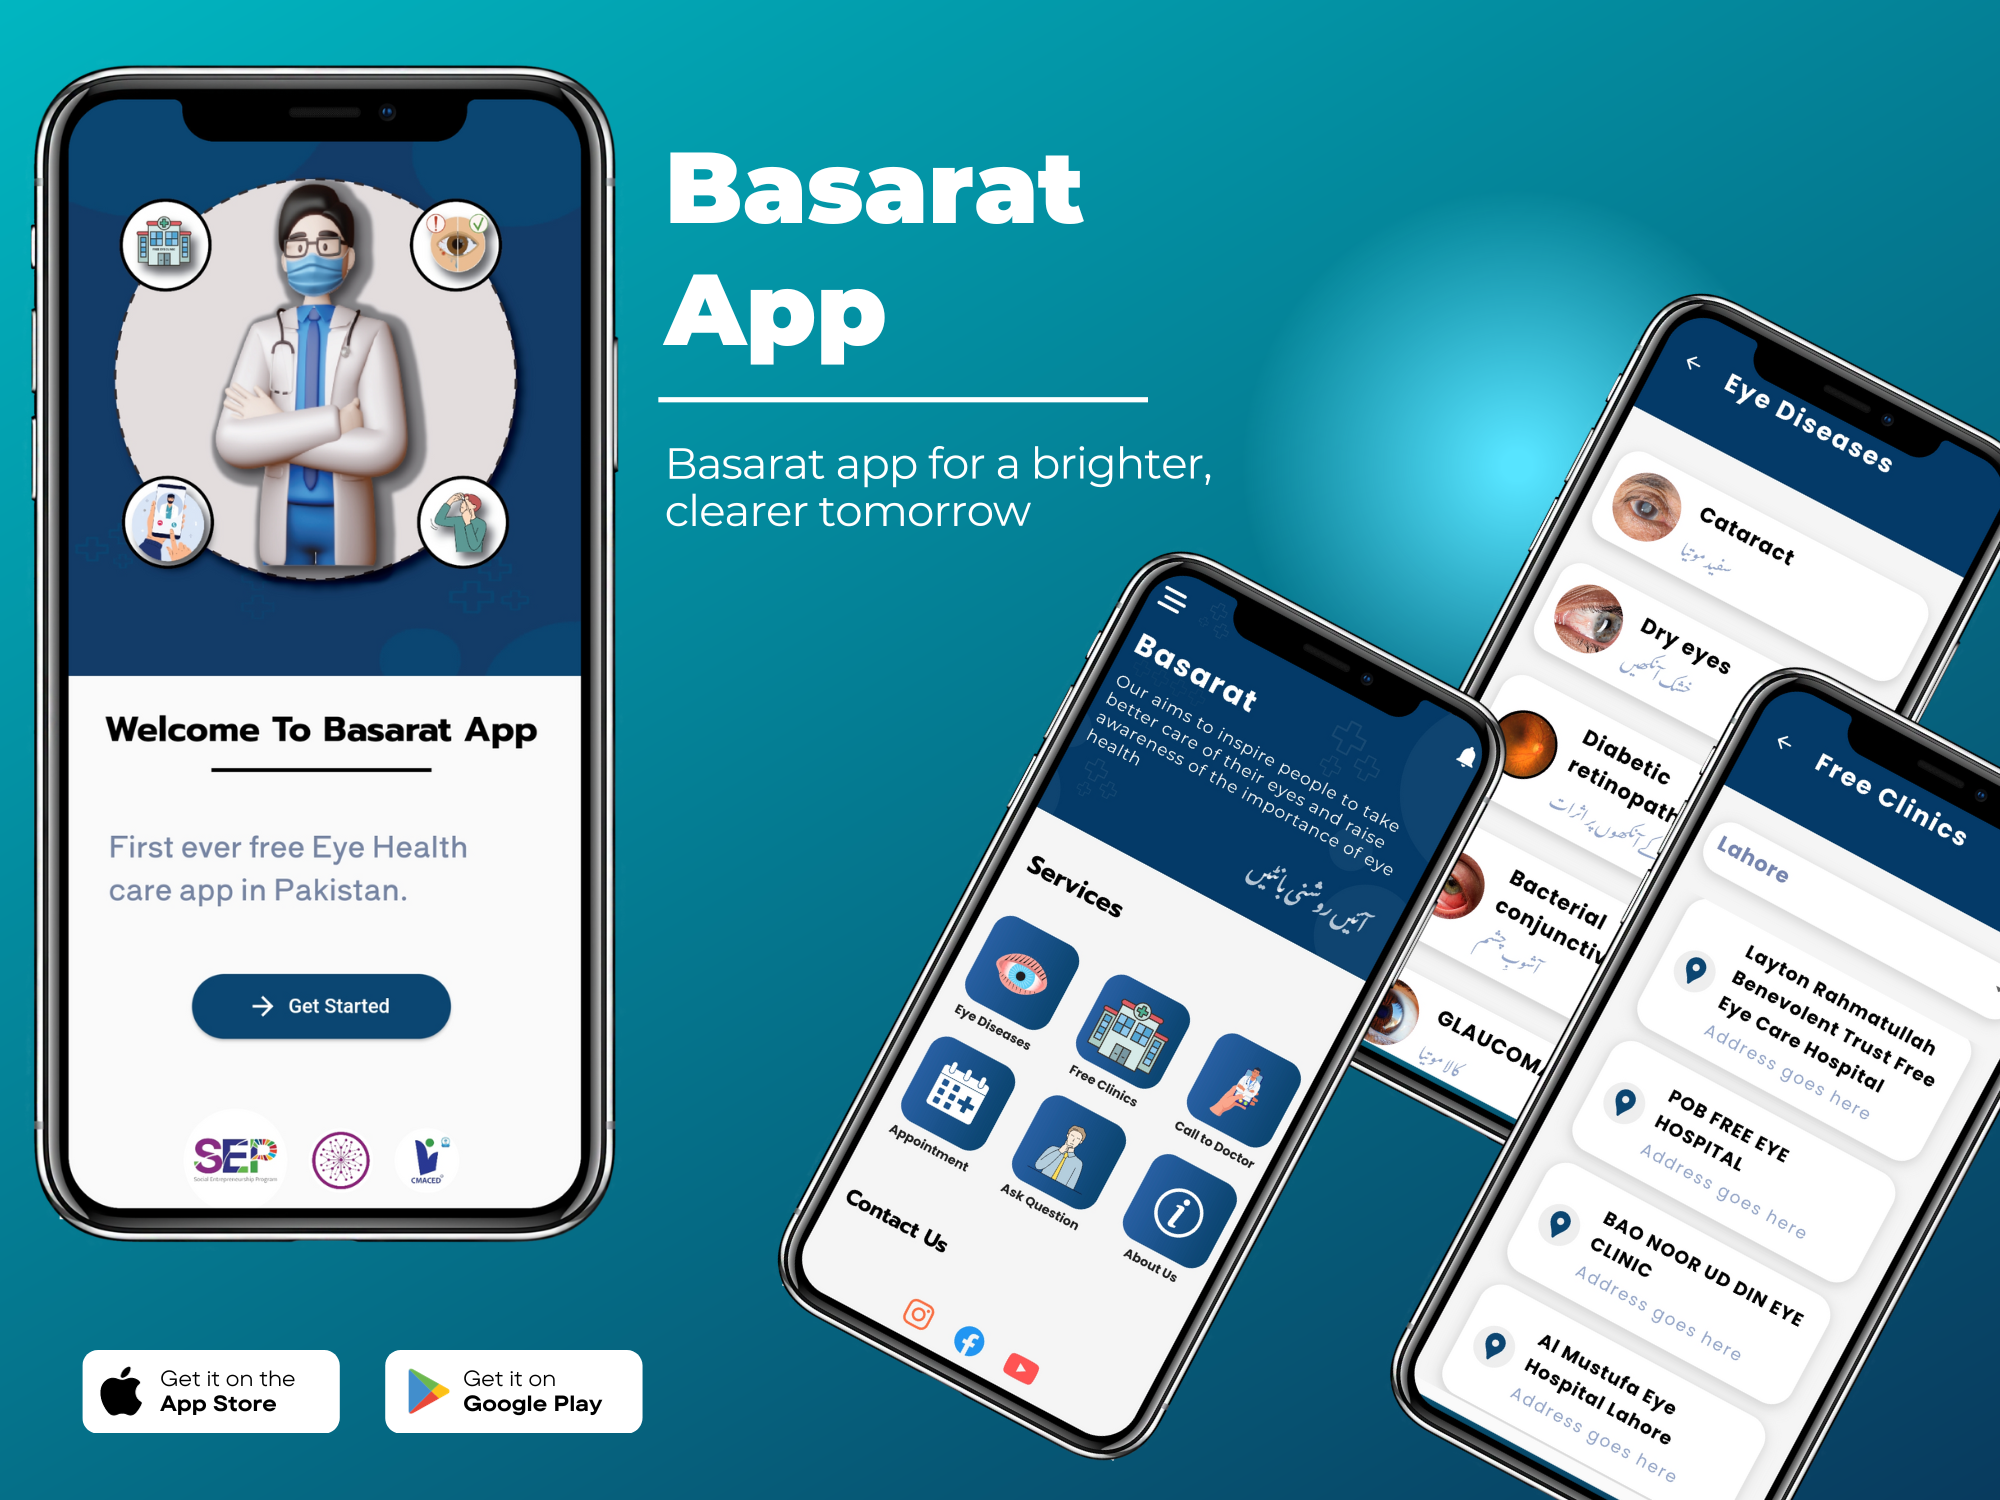 Basarat
App
Basarat app for a brighter,
clearer tomorrow
Welcome To Basarat App
First ever free Eye Health
care app in Pakistan.
Get Started
SEP
Social Entrepreneurship Program
CMACED
Get it on the
App Store
Get it on
Google Play
Basarat
Our aims to inspire people to take
better care of their eyes and raise
awareness of the importance of eye
health
آئیں روشنی بانٹیں
Services
Eye Diseases
Free Clinics
Call to Doctor
Appointment
Ask Question
About Us
Contact Us
Eye Diseases
Cataract
سفید موتیا
Dry eyes
خشک آنکھیں
Diabetic
retinopath
کے آنکھوں پر اثرات
Bacterial
conjunctiv
آشوبِ چشم
GLAUCOMA
کالا موتیا
Free Clinics
Lahore
Layton Rahmatullah
Benevolent Trust Free
Eye Care Hospital
Address goes here
POB FREE EYE
HOSPITAL
Address goes here
BAO NOOR UD DIN EYE
CLINIC
Address goes here
Al Mustufa Eye
Hospital Lahore
Address goes here